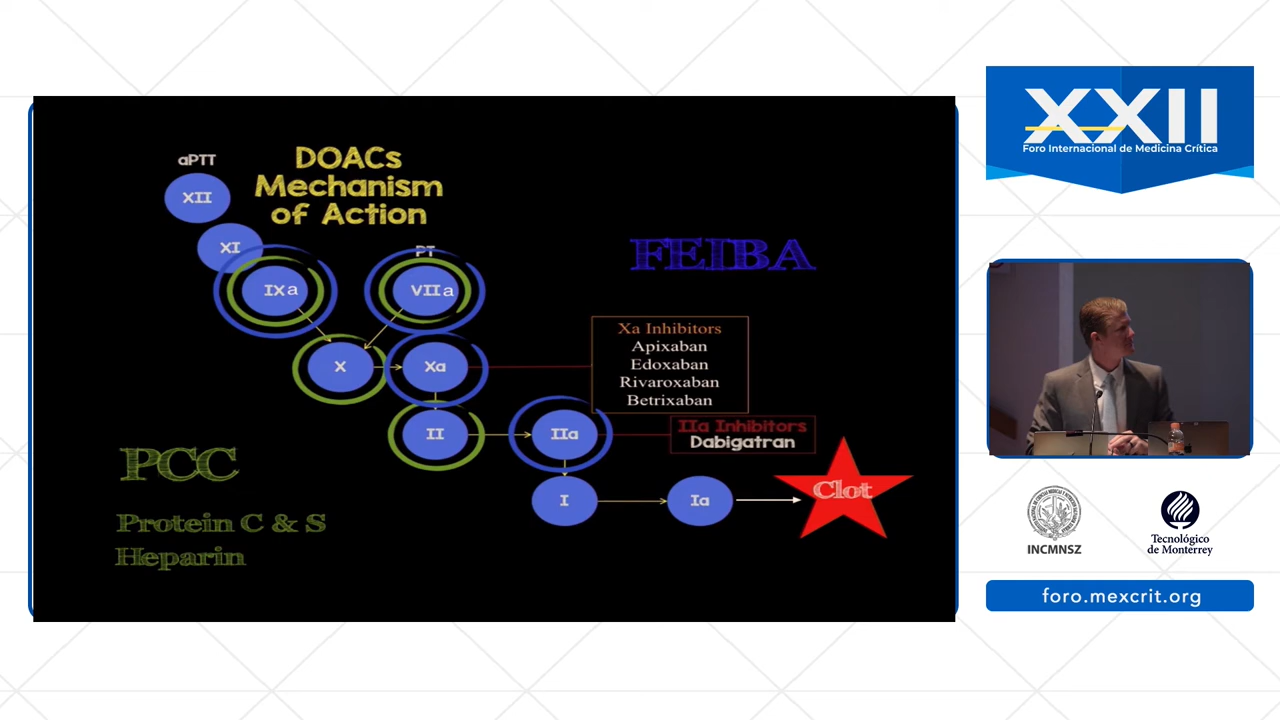 aPTT
XII
DOACs
Mechanism
of Action
XI
PT
FEIBA
IXa
VIIa
X
Xa
Xa Inhibitors
Apixaban
Edoxaban
Rivaroxaban
Betrixaban
II
IIa
IIa Inhibitors
Dabigatran
PCC
Protein C & S
Heparin
I
Ia
Clot
XXII
Foro Internacional de Medicina Crítica
INCMNSZ
Tecnológico
de Monterrey
foro.mexcrit.org